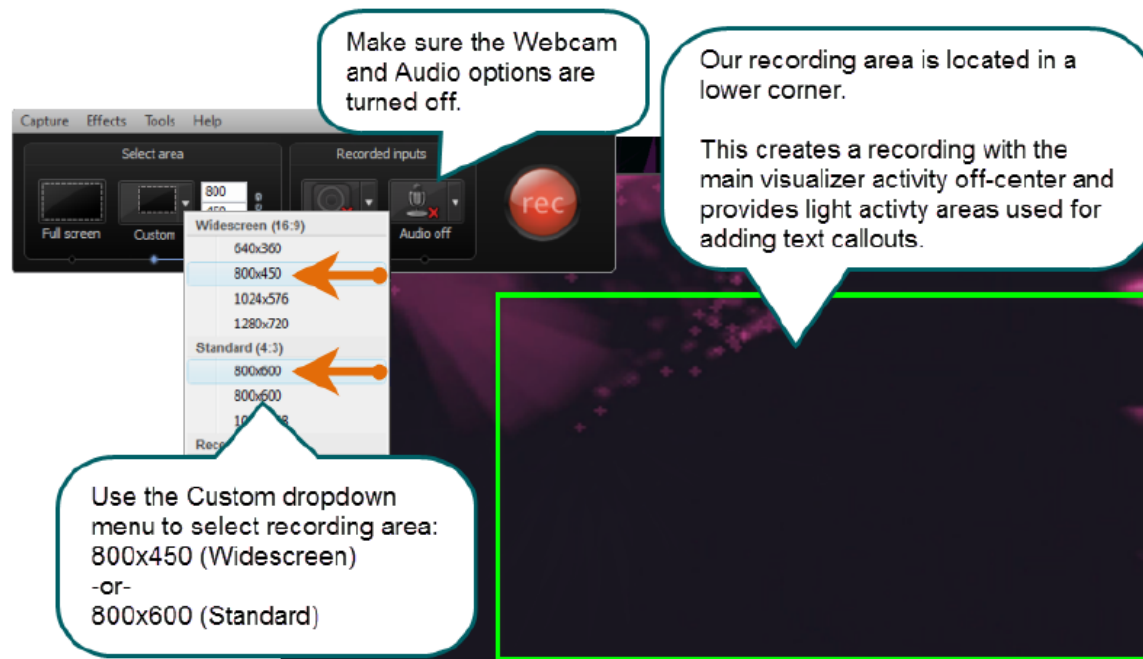 Make sure the Webcam
and Audio options are
turned off.
Our recording area is located in a
lower corner.
This creates a recording with the
main visualizer activity off-center and
provides light activty areas used for
adding text callouts.
Capture Effects Tools Help
Select area
Recorded inputs
800
rec
Full screen
Custom
Audio off
Widescreen (16:9)
640x360
800x450
1024x576
1280x720
Standard (4:3)
800x600
800x600
Use the Custom dropdown
menu to select recording area:
800x450 (Widescreen)
-or-
800x600 (Standard)